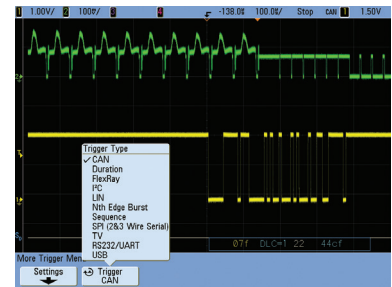 1 1.00V/ 2 100%/ 3 4 -138.0% 100.0%/ Stop CAN 1 1.50V
Trigger Type
✓ CAN
Duration
FlexRay
I²C
LIN
Nth Edge Burst
Sequence
SPI (2&3 Wire Serial)
TV
RS232/UART
USB
07f DLC=1 22 44cf
More Trigger Menu
Settings
Trigger
CAN